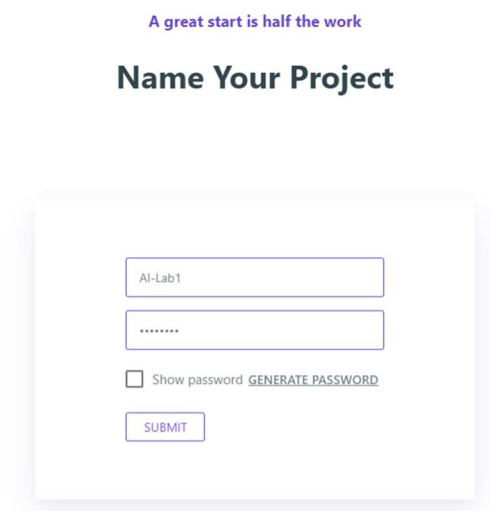 A great start is half the work
Name Your Project
AI-Lab1
••••••••
Show password GENERATE PASSWORD
SUBMIT